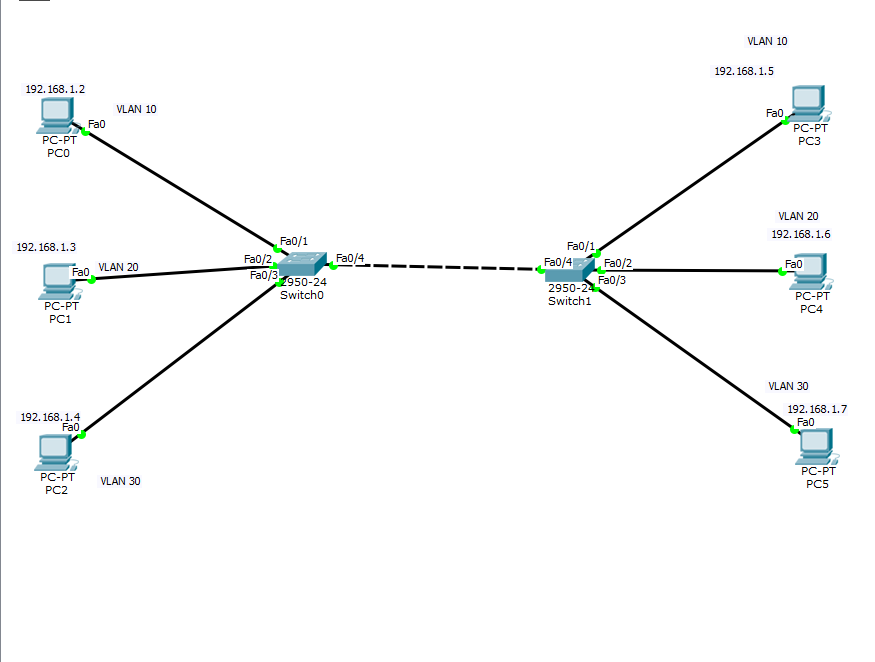 VLAN 10
192.168.1.5
Fa0
PC-PT
PC3
192.168.1.2
VLAN 10
Fa0
PC-PT
PC0
VLAN 20
192.168.1.6
Fa0
PC-PT
PC4
192.168.1.3
Fa0
VLAN 20
PC-PT
PC1
Fa0/1
Fa0/2
Fa0/3
Fa0/4
2950-24
Switch0
Fa0/1
Fa0/4
Fa0/2
Fa0/3
2950-24
Switch1
VLAN 30
192.168.1.7
Fa0
PC-PT
PC5
192.168.1.4
Fa0
PC-PT
PC2
VLAN 30